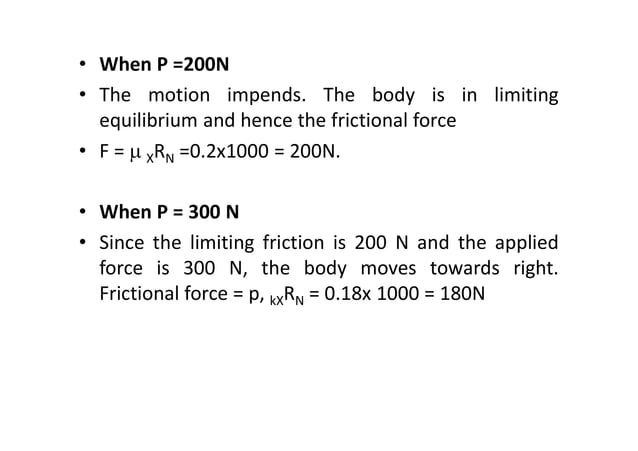 • When P =200N
• The motion impends. The body is in limiting
equilibrium and hence the frictional force
• F = μ XRN =0.2x1000 = 200N.
• When P = 300 N
• Since the limiting friction is 200 N and the applied
force is 300 N, the body moves towards right.
Frictional force = p, kXRN = 0.18x 1000 = 180N